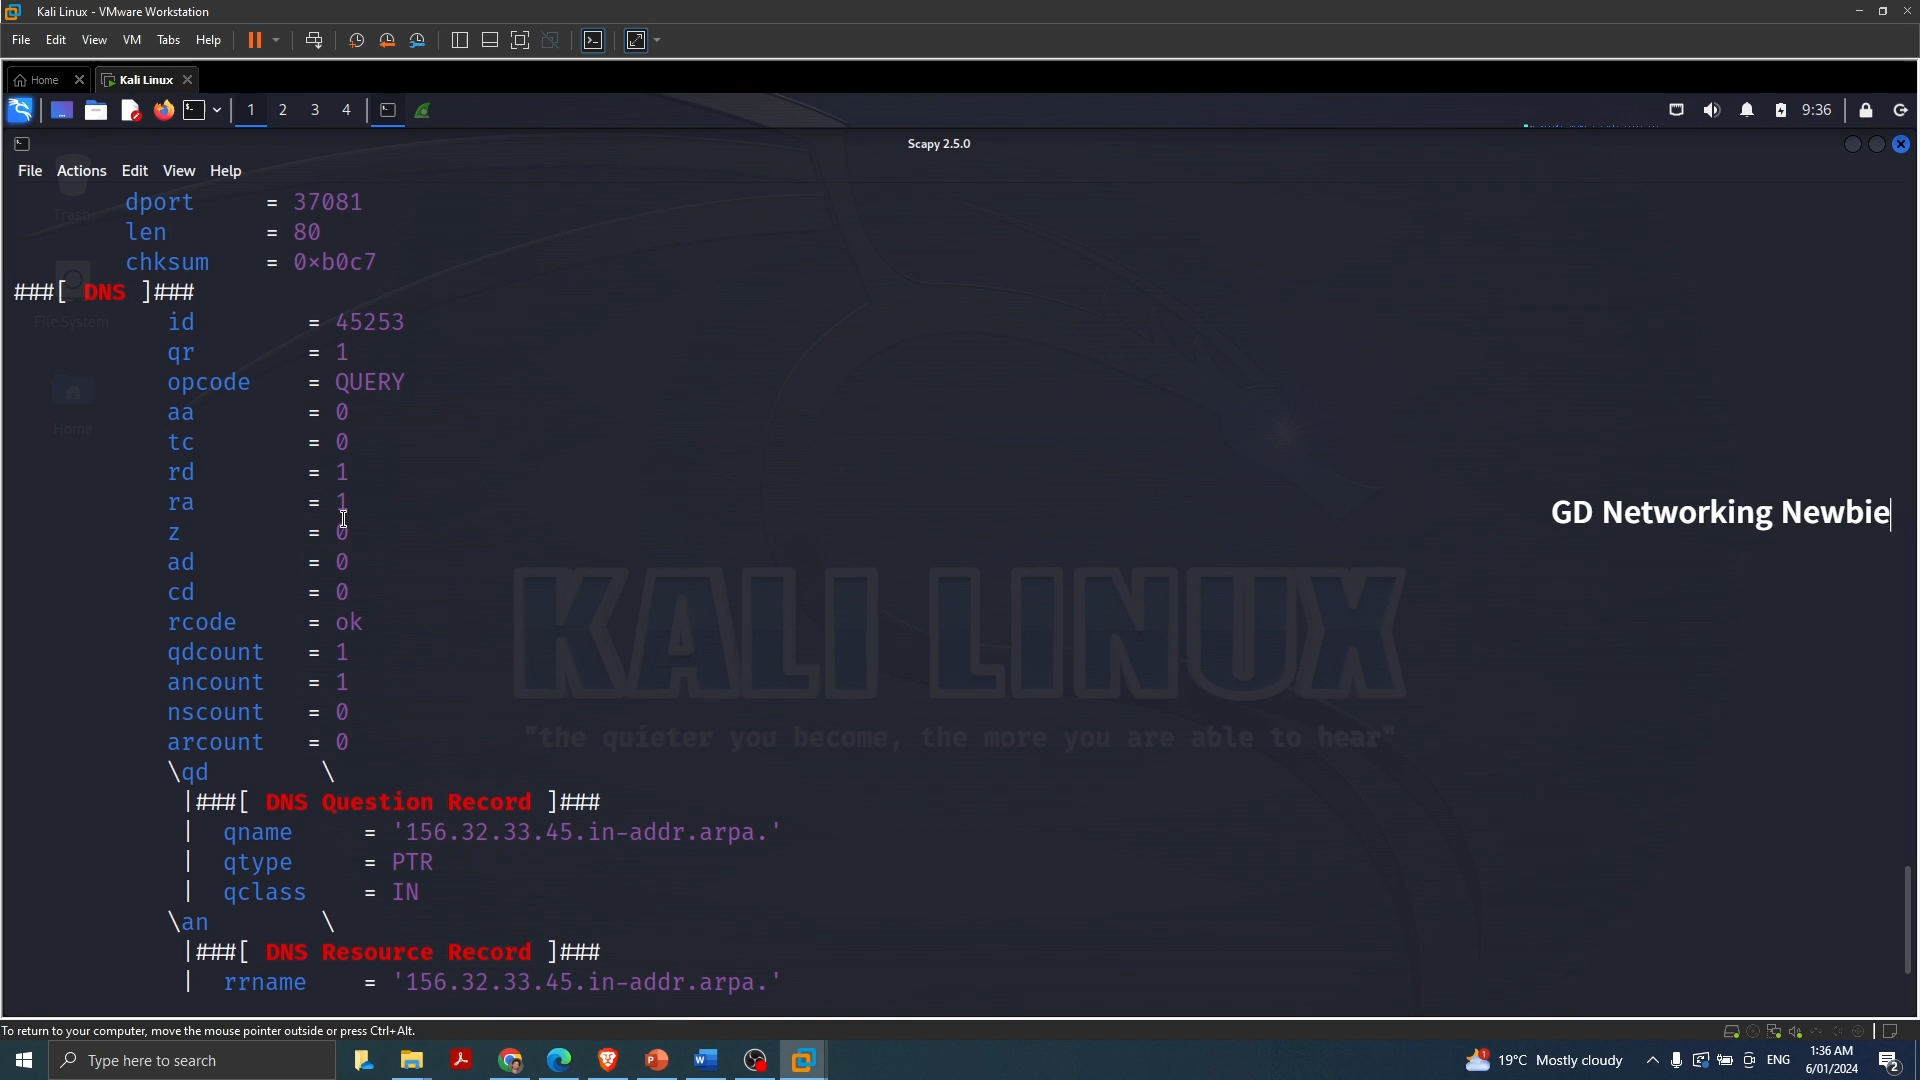 Kali Linux - VMware Workstation
File Edit View VM Tabs Help
Home Kali Linux
1 2 3 4 9:36
Scapy 2.5.0
File Actions Edit View Help
Trash
dport = 37081
len = 80
chksum = 0×b0c7
###[ DNS ]###
File System
id = 45253
qr = 1
opcode = QUERY
aa = 0
Home
tc = 0
rd = 1
ra = 1
GD Networking Newbie
z = 0
ad = 0
cd = 0
rcode = ok
qdcount = 1
ancount = 1
nscount = 0
arcount = 0
KALI LINUX
"the quieter you become, the more you are able to hear"
\qd \
|###[ DNS Question Record ]###
| qname = '156.32.33.45.in-addr.arpa.'
| qtype = PTR
| qclass = IN
\an \
|###[ DNS Resource Record ]###
| rrname = '156.32.33.45.in-addr.arpa.'
To return to your computer, move the mouse pointer outside or press Ctrl+Alt.
Type here to search
19°C Mostly cloudy
ENG
1:36 AM
6/01/2024
2